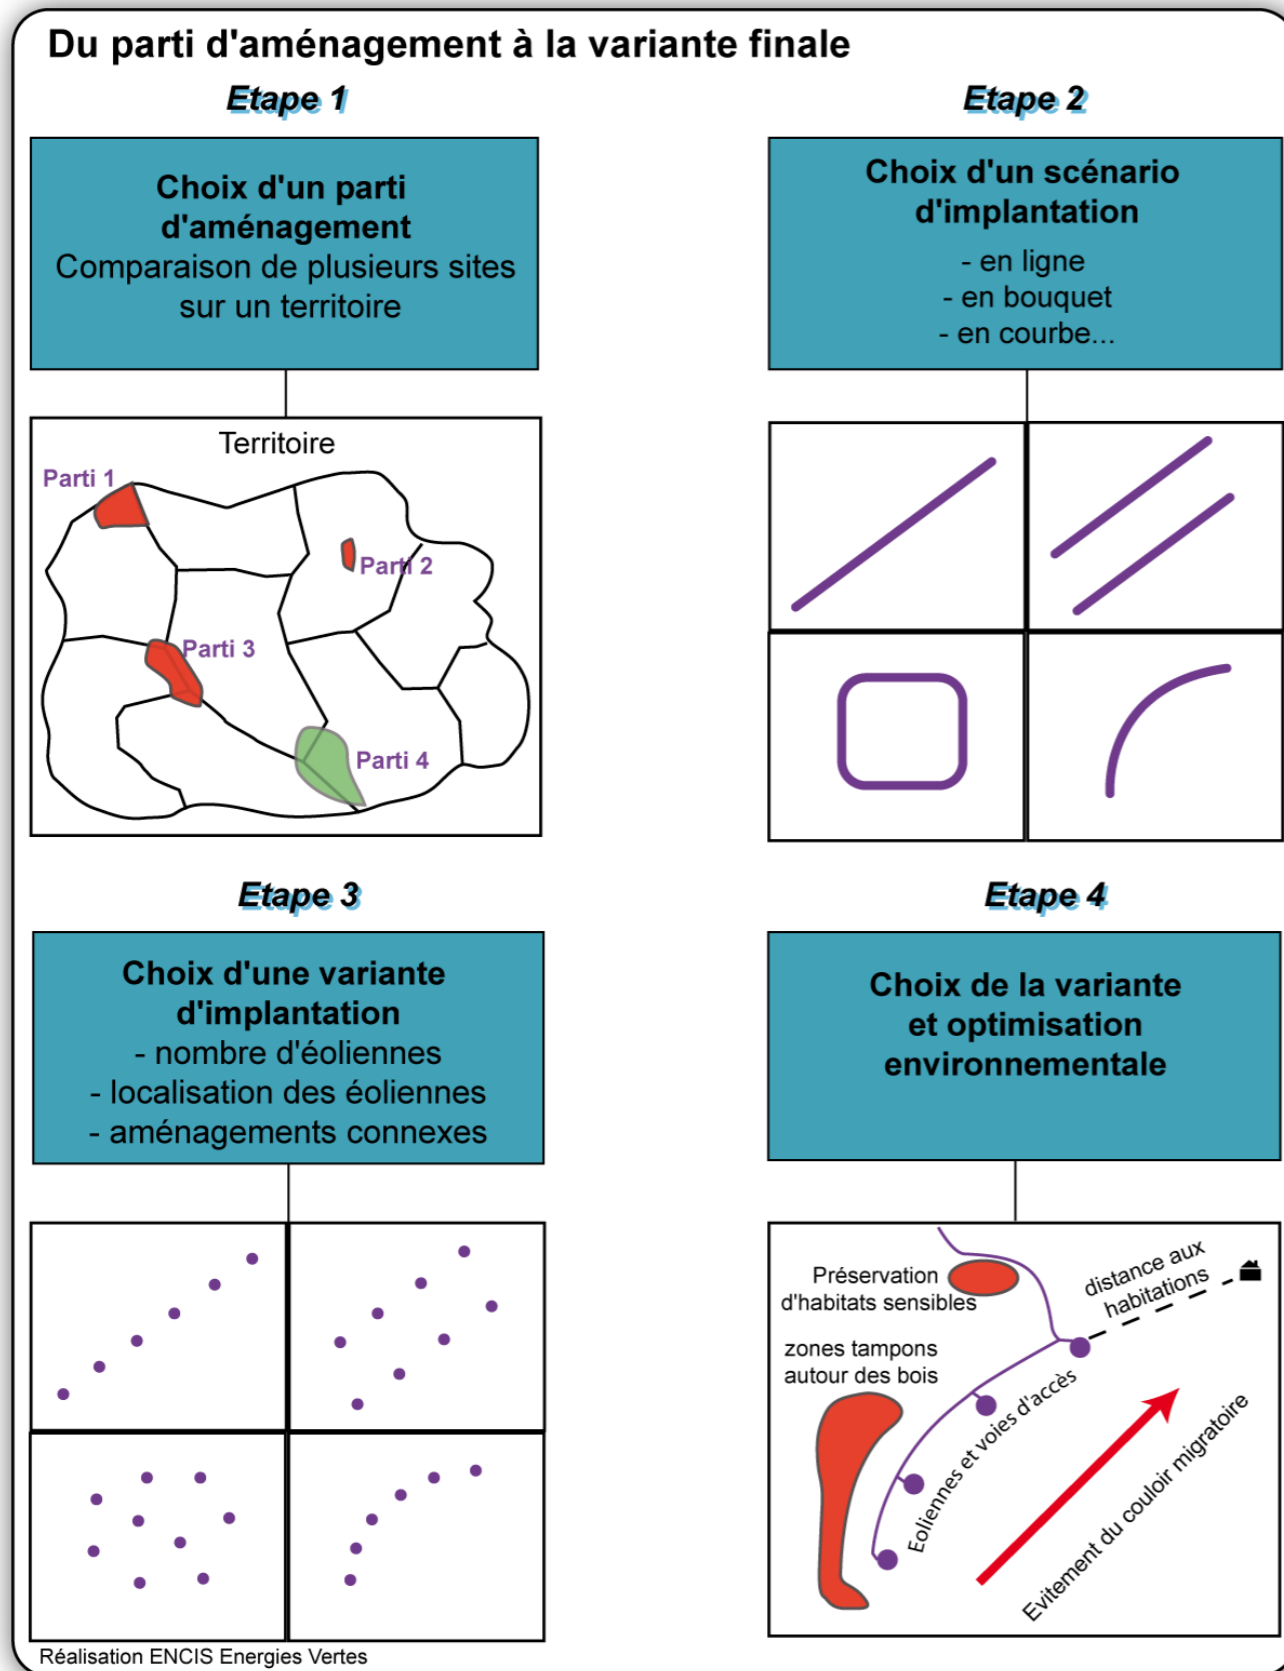 Du parti d'aménagement à la variante finale
Etape 1
Choix d'un parti
d'aménagement
Comparaison de plusieurs sites
sur un territoire
Territoire
Parti 1
Parti 2
Parti 3
Parti 4
Etape 2
Choix d'un scénario
d'implantation
- en ligne
- en bouquet
- en courbe...
Etape 3
Choix d'une variante
d'implantation
- nombre d'éoliennes
- localisation des éoliennes
- aménagements connexes
Etape 4
Choix de la variante
et optimisation
environnementale
Préservation
d'habitats sensibles
distance aux
habitations
zones tampons
autour des bois
Eoliennes et voies d'accès
Evitement du couloir migratoire
Réalisation ENCIS Energies Vertes